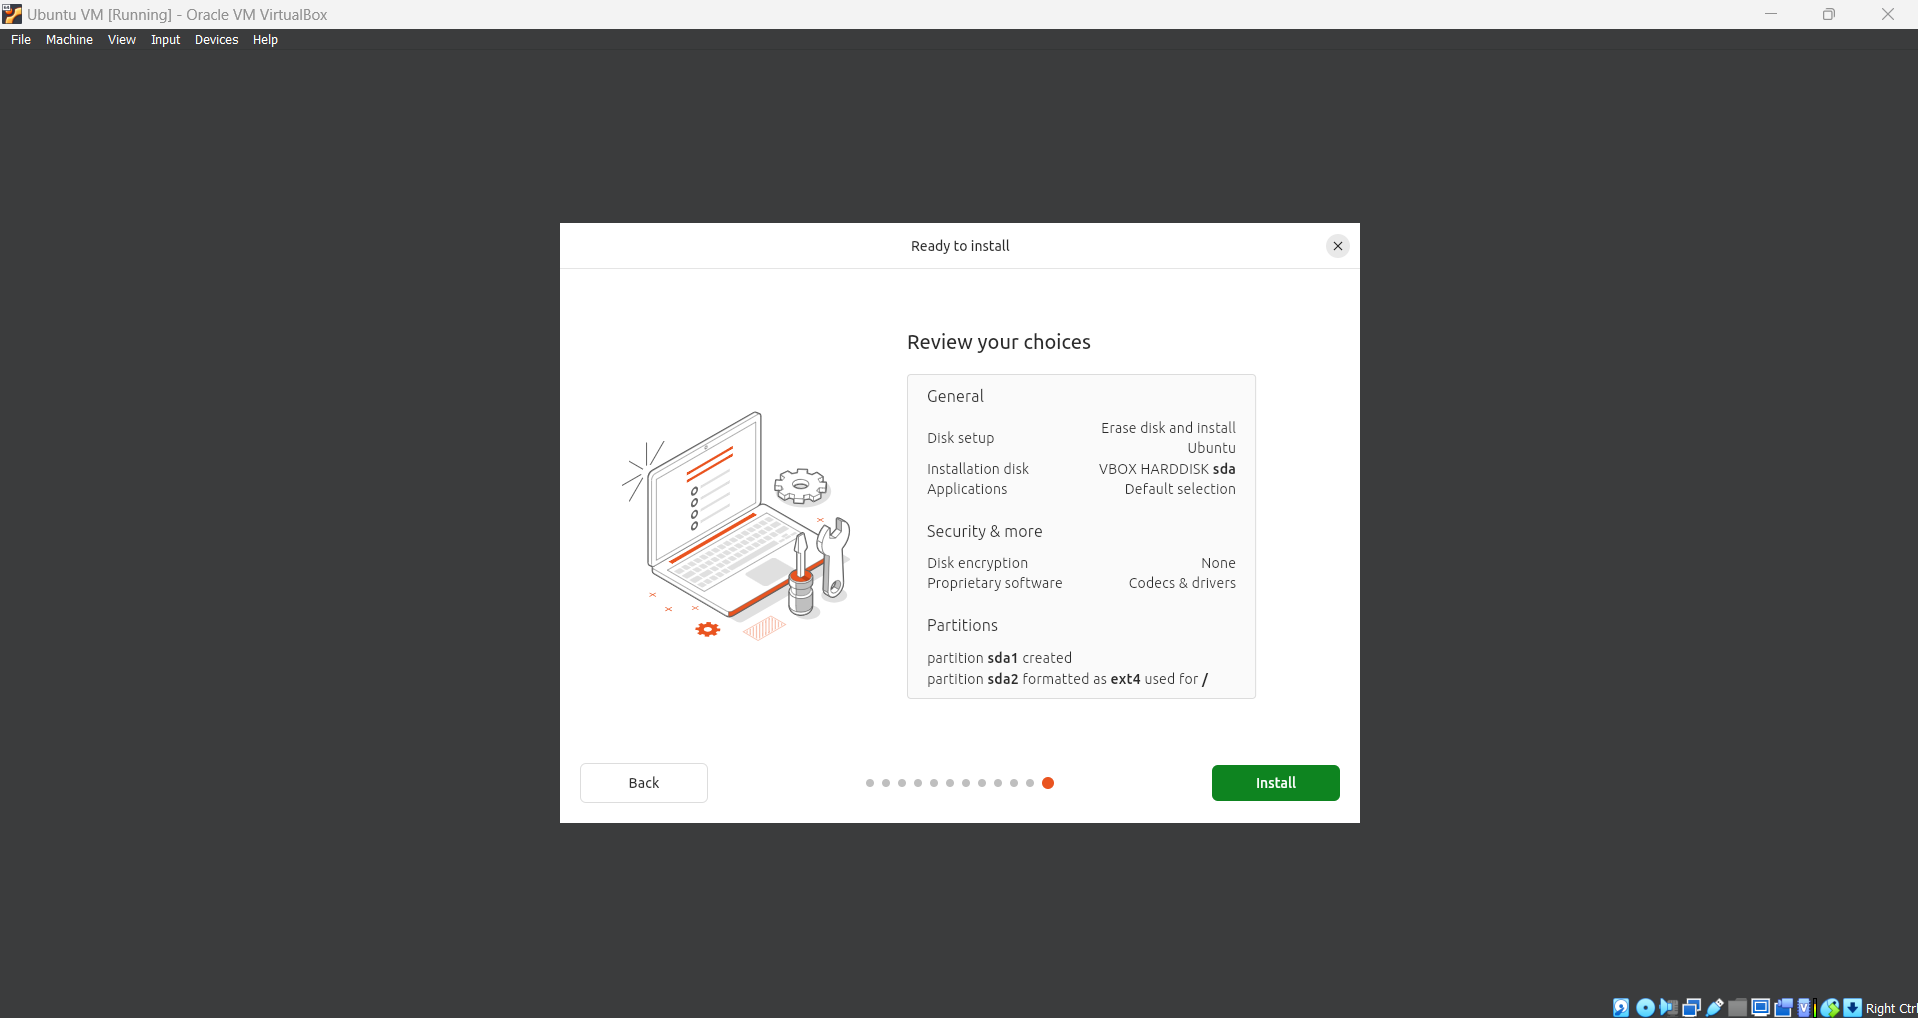 Ubuntu VM [Running] - Oracle VM VirtualBox
File Machine View Input Devices Help
Ready to install
Review your choices
General
Disk setup Erase disk and install Ubuntu
Installation disk VBOX HARDDISK sda
Applications Default selection
Security & more
Disk encryption None
Proprietary software Codecs & drivers
Partitions
partition sda1 created
partition sda2 formatted as ext4 used for /
Back Install
Right Ctrl